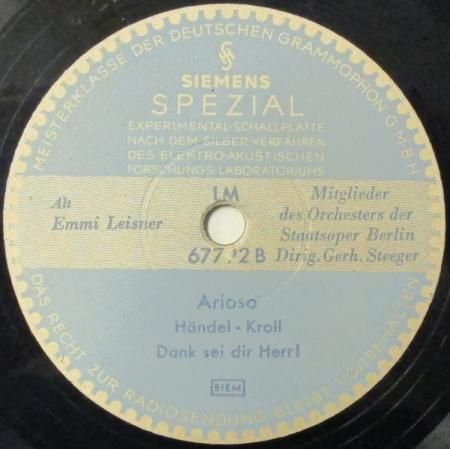 MEISTERKLASSE DER DEUTSCHEN GRAMMOPHON G·M·B·H
SIEMENS
SPEZIAL
EXPERIMENTAL-SCHALLPLATTE
NACH DEM SILBER-VERFAHREN
DES ELEKTRO-AKUSTISCHEN
FORSCHUNGS-LABORATORIUMS
Alt
Emmi Leisner
LM
Mitglieder
des Orchesters der
Staatsoper Berlin
Dirig. Gerh. Steeger
Arioso
Händel - Kroll
Dank sei dir Herr!
BIEM
DAS RECHT ZUR RADIOSENDUNG BLEIBT VORBEHALTEN